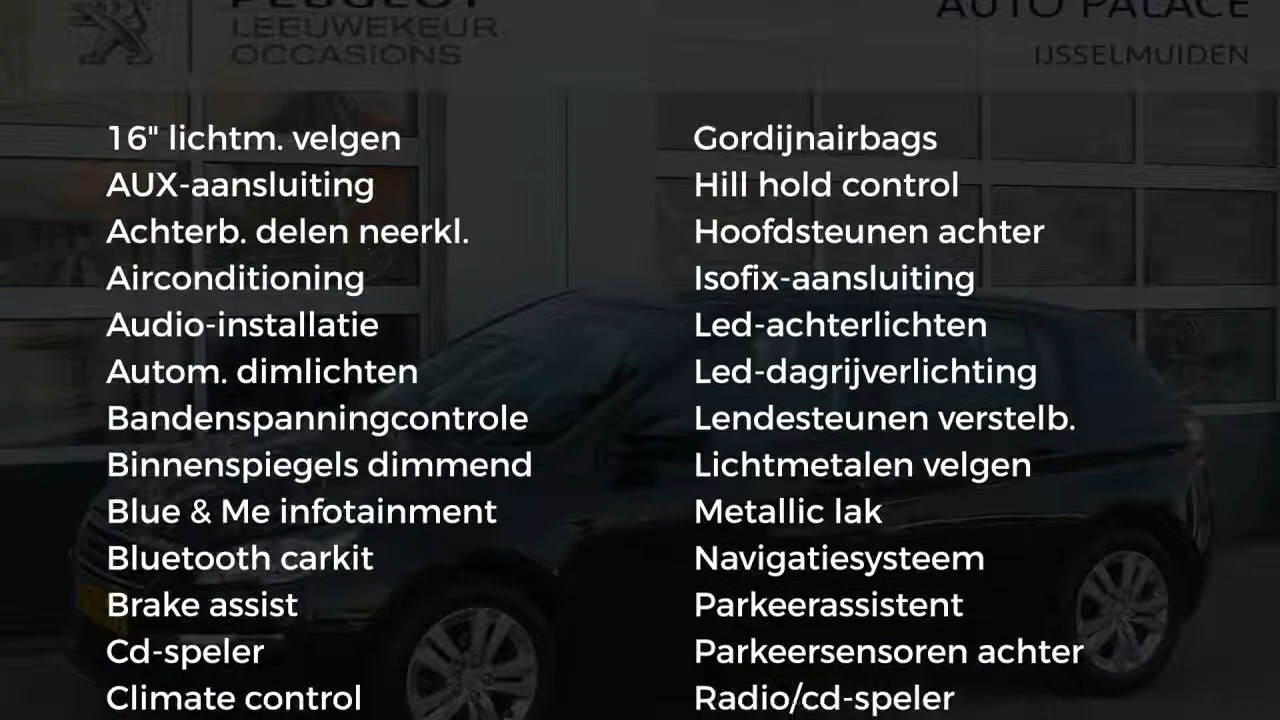 PEUGEOT
LEEUWEKEUR
OCCASIONS
AUTO PALACE
IJSSELMUIDEN
16" lichtm. velgen
AUX-aansluiting
Achterb. delen neerkl.
Airconditioning
Audio-installatie
Autom. dimlichten
Bandenspanningcontrole
Binnenspiegels dimmend
Blue & Me infotainment
Bluetooth carkit
Brake assist
Cd-speler
Climate control
Gordijnairbags
Hill hold control
Hoofdsteunen achter
Isofix-aansluiting
Led-achterlichten
Led-dagrijverlichting
Lendesteunen verstelb.
Lichtmetalen velgen
Metallic lak
Navigatiesysteem
Parkeerassistent
Parkeersensoren achter
Radio/cd-speler